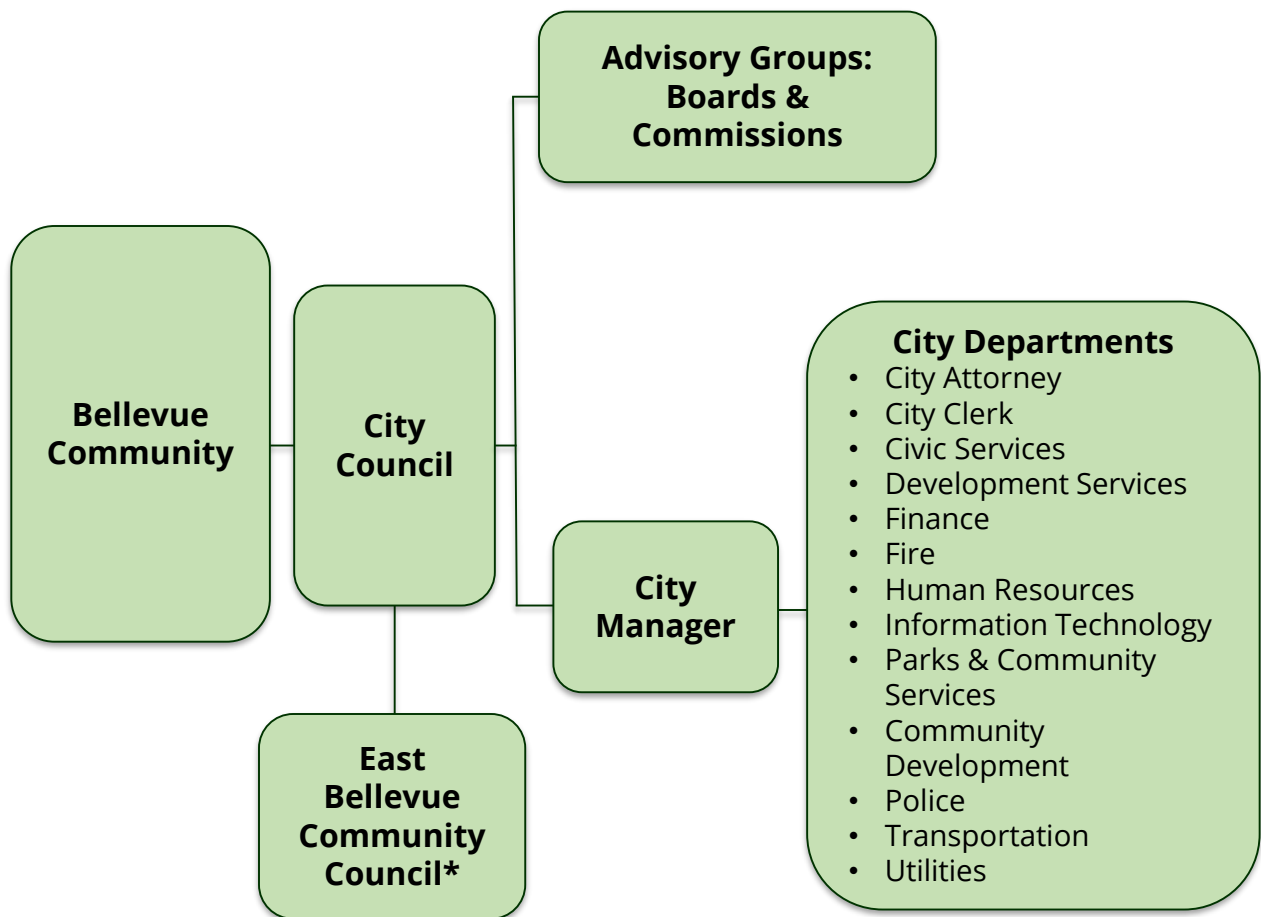 Advisory Groups:
Boards &
Commissions
Bellevue
Community
City
Council
East
Bellevue
Community
Council*
City
Manager
City Departments
• City Attorney
• City Clerk
• Civic Services
• Development Services
• Finance
• Fire
• Human Resources
• Information Technology
• Parks & Community
Services
• Community
Development
• Police
• Transportation
• Utilities